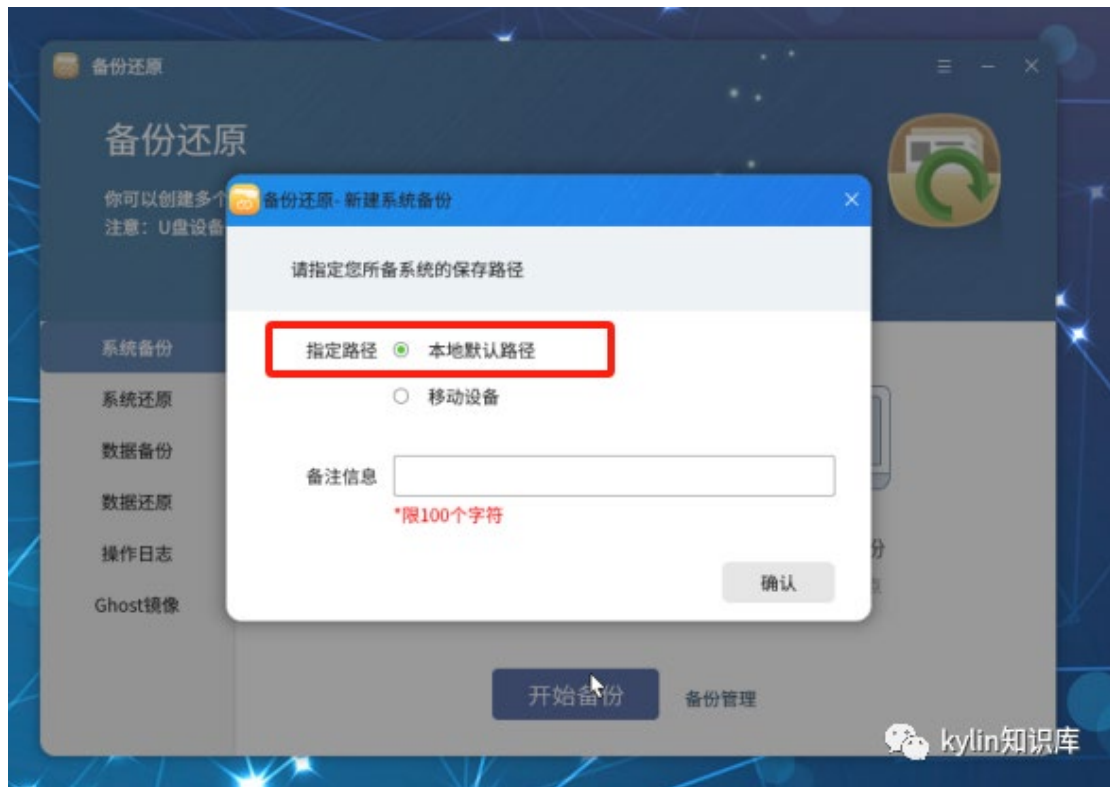 备份还原
备份还原
你可以创建多个
注意：U盘设备
备份还原- 新建系统备份
请指定您所备系统的保存路径
指定路径 本地默认路径
移动设备
备注信息
*限100个字符
确认
系统备份
系统还原
数据备份
数据还原
操作日志
Ghost镜像
份
点
开始备份 备份管理
kylin知识库